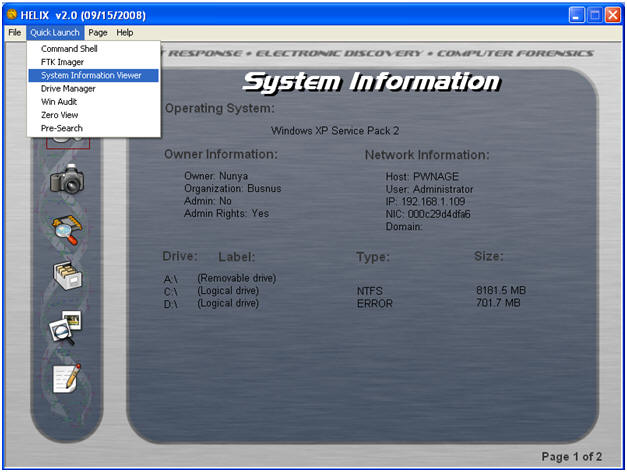 HELIX v2.0 (09/15/2008)
File Quick Launch Page Help
Command Shell
FTK Imager
System Information Viewer
Drive Manager
Win Audit
Zero View
Pre-Search
RESPONSE • ELECTRONIC DISCOVERY • COMPUTER FORENSICS
System Information
Operating System:
Windows XP Service Pack 2
Owner Information:
Owner: Nunya
Organization: Busnus
Admin: No
Admin Rights: Yes
Network Information:
Host: PWNAGE
User: Administrator
IP: 192.168.1.109
NIC: 000c29d4dfa6
Domain:
Drive: Label: Type: Size:
A:\ (Removable drive)
C:\ (Logical drive) NTFS 8181.5 MB
D:\ (Logical drive) ERROR 701.7 MB
Page 1 of 2